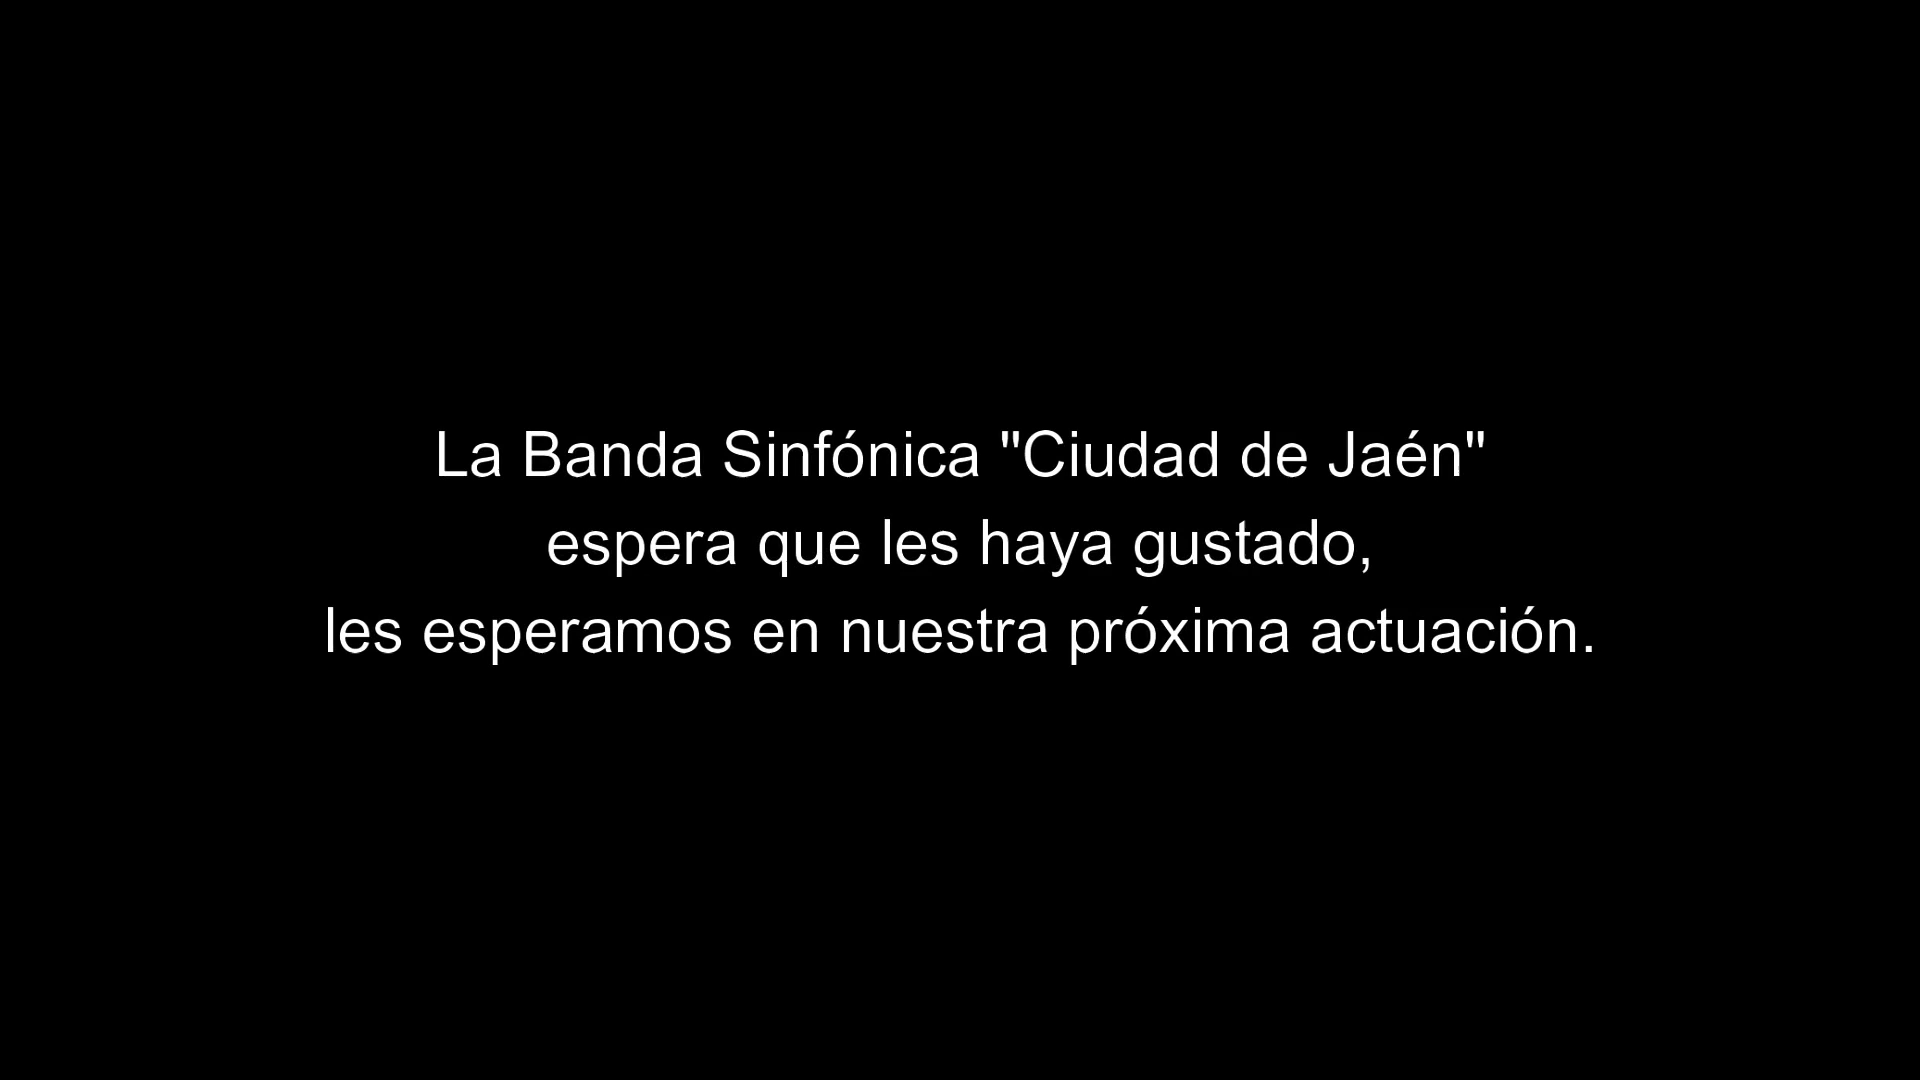 La Banda Sinfónica "Ciudad de Jaén"
espera que les haya gustado,
les esperamos en nuestra próxima actuación.